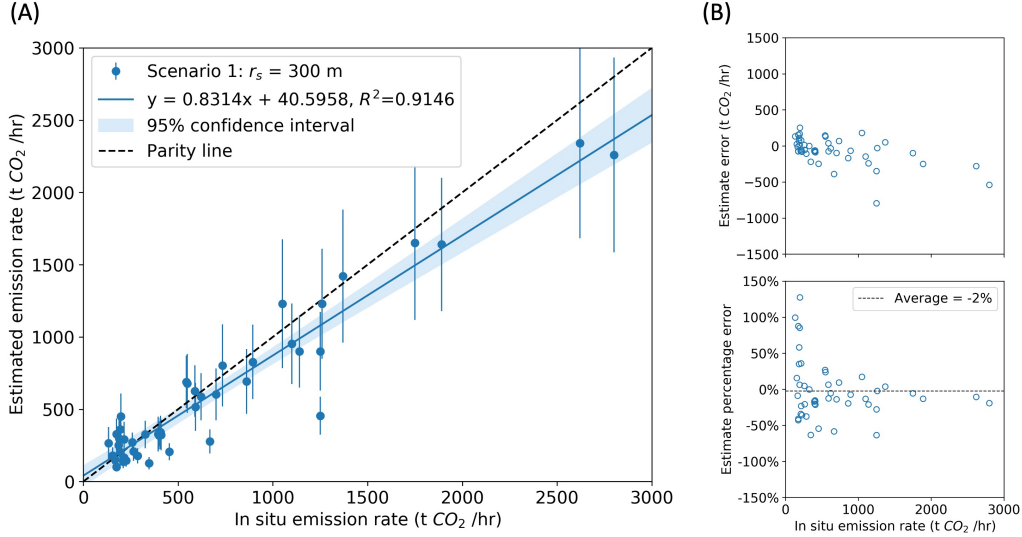 (A)
3000
2500
2000
1500
1000
500
0
Estimated emission rate (t CO2 /hr)
Scenario 1: rs = 300 m
y = 0.8314x + 40.5958, R²=0.9146
95% confidence interval
Parity line
0 500 1000 1500 2000 2500 3000
In situ emission rate (t CO2 /hr)
(B)
1500
1000
500
0
−500
−1000
−1500
Estimate error (t CO2 /hr)
150%
100%
50%
0%
-50%
-100%
-150%
Estimate percentage error
Average = -2%
0 1000 2000 3000
In situ emission rate (t CO2 /hr)